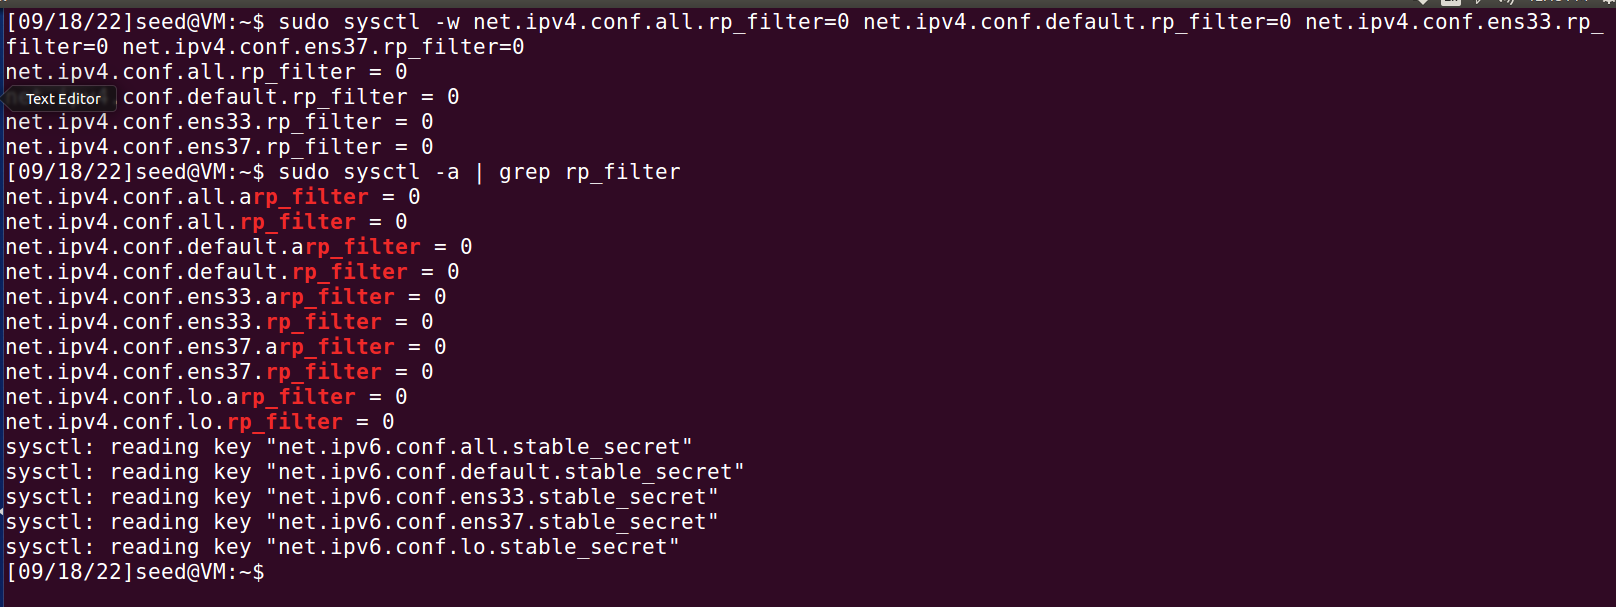 [09/18/22]seed@VM:~$ sudo sysctl -w net.ipv4.conf.all.rp_filter=0 net.ipv4.conf.default.rp_filter=0 net.ipv4.conf.ens33.rp_
filter=0 net.ipv4.conf.ens37.rp_filter=0
net.ipv4.conf.all.rp_filter = 0
Text Editor .conf.default.rp_filter = 0
net.ipv4.conf.ens33.rp_filter = 0
net.ipv4.conf.ens37.rp_filter = 0
[09/18/22]seed@VM:~$ sudo sysctl -a | grep rp_filter
net.ipv4.conf.all.arp_filter = 0
net.ipv4.conf.all.rp_filter = 0
net.ipv4.conf.default.arp_filter = 0
net.ipv4.conf.default.rp_filter = 0
net.ipv4.conf.ens33.arp_filter = 0
net.ipv4.conf.ens33.rp_filter = 0
net.ipv4.conf.ens37.arp_filter = 0
net.ipv4.conf.ens37.rp_filter = 0
net.ipv4.conf.lo.arp_filter = 0
net.ipv4.conf.lo.rp_filter = 0
sysctl: reading key "net.ipv6.conf.all.stable_secret"
sysctl: reading key "net.ipv6.conf.default.stable_secret"
sysctl: reading key "net.ipv6.conf.ens33.stable_secret"
sysctl: reading key "net.ipv6.conf.ens37.stable_secret"
sysctl: reading key "net.ipv6.conf.lo.stable_secret"
[09/18/22]seed@VM:~$